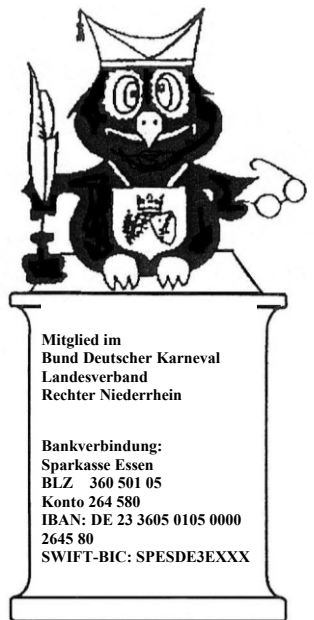 Mitglied im
Bund Deutscher Karneval
Landesverband
Rechter Niederrhein
Bankverbindung:
Sparkasse Essen
BLZ 360 501 05
Konto 264 580
IBAN: DE 23 3605 0105 0000
2645 80
SWIFT-BIC: SPESDE3EXXX